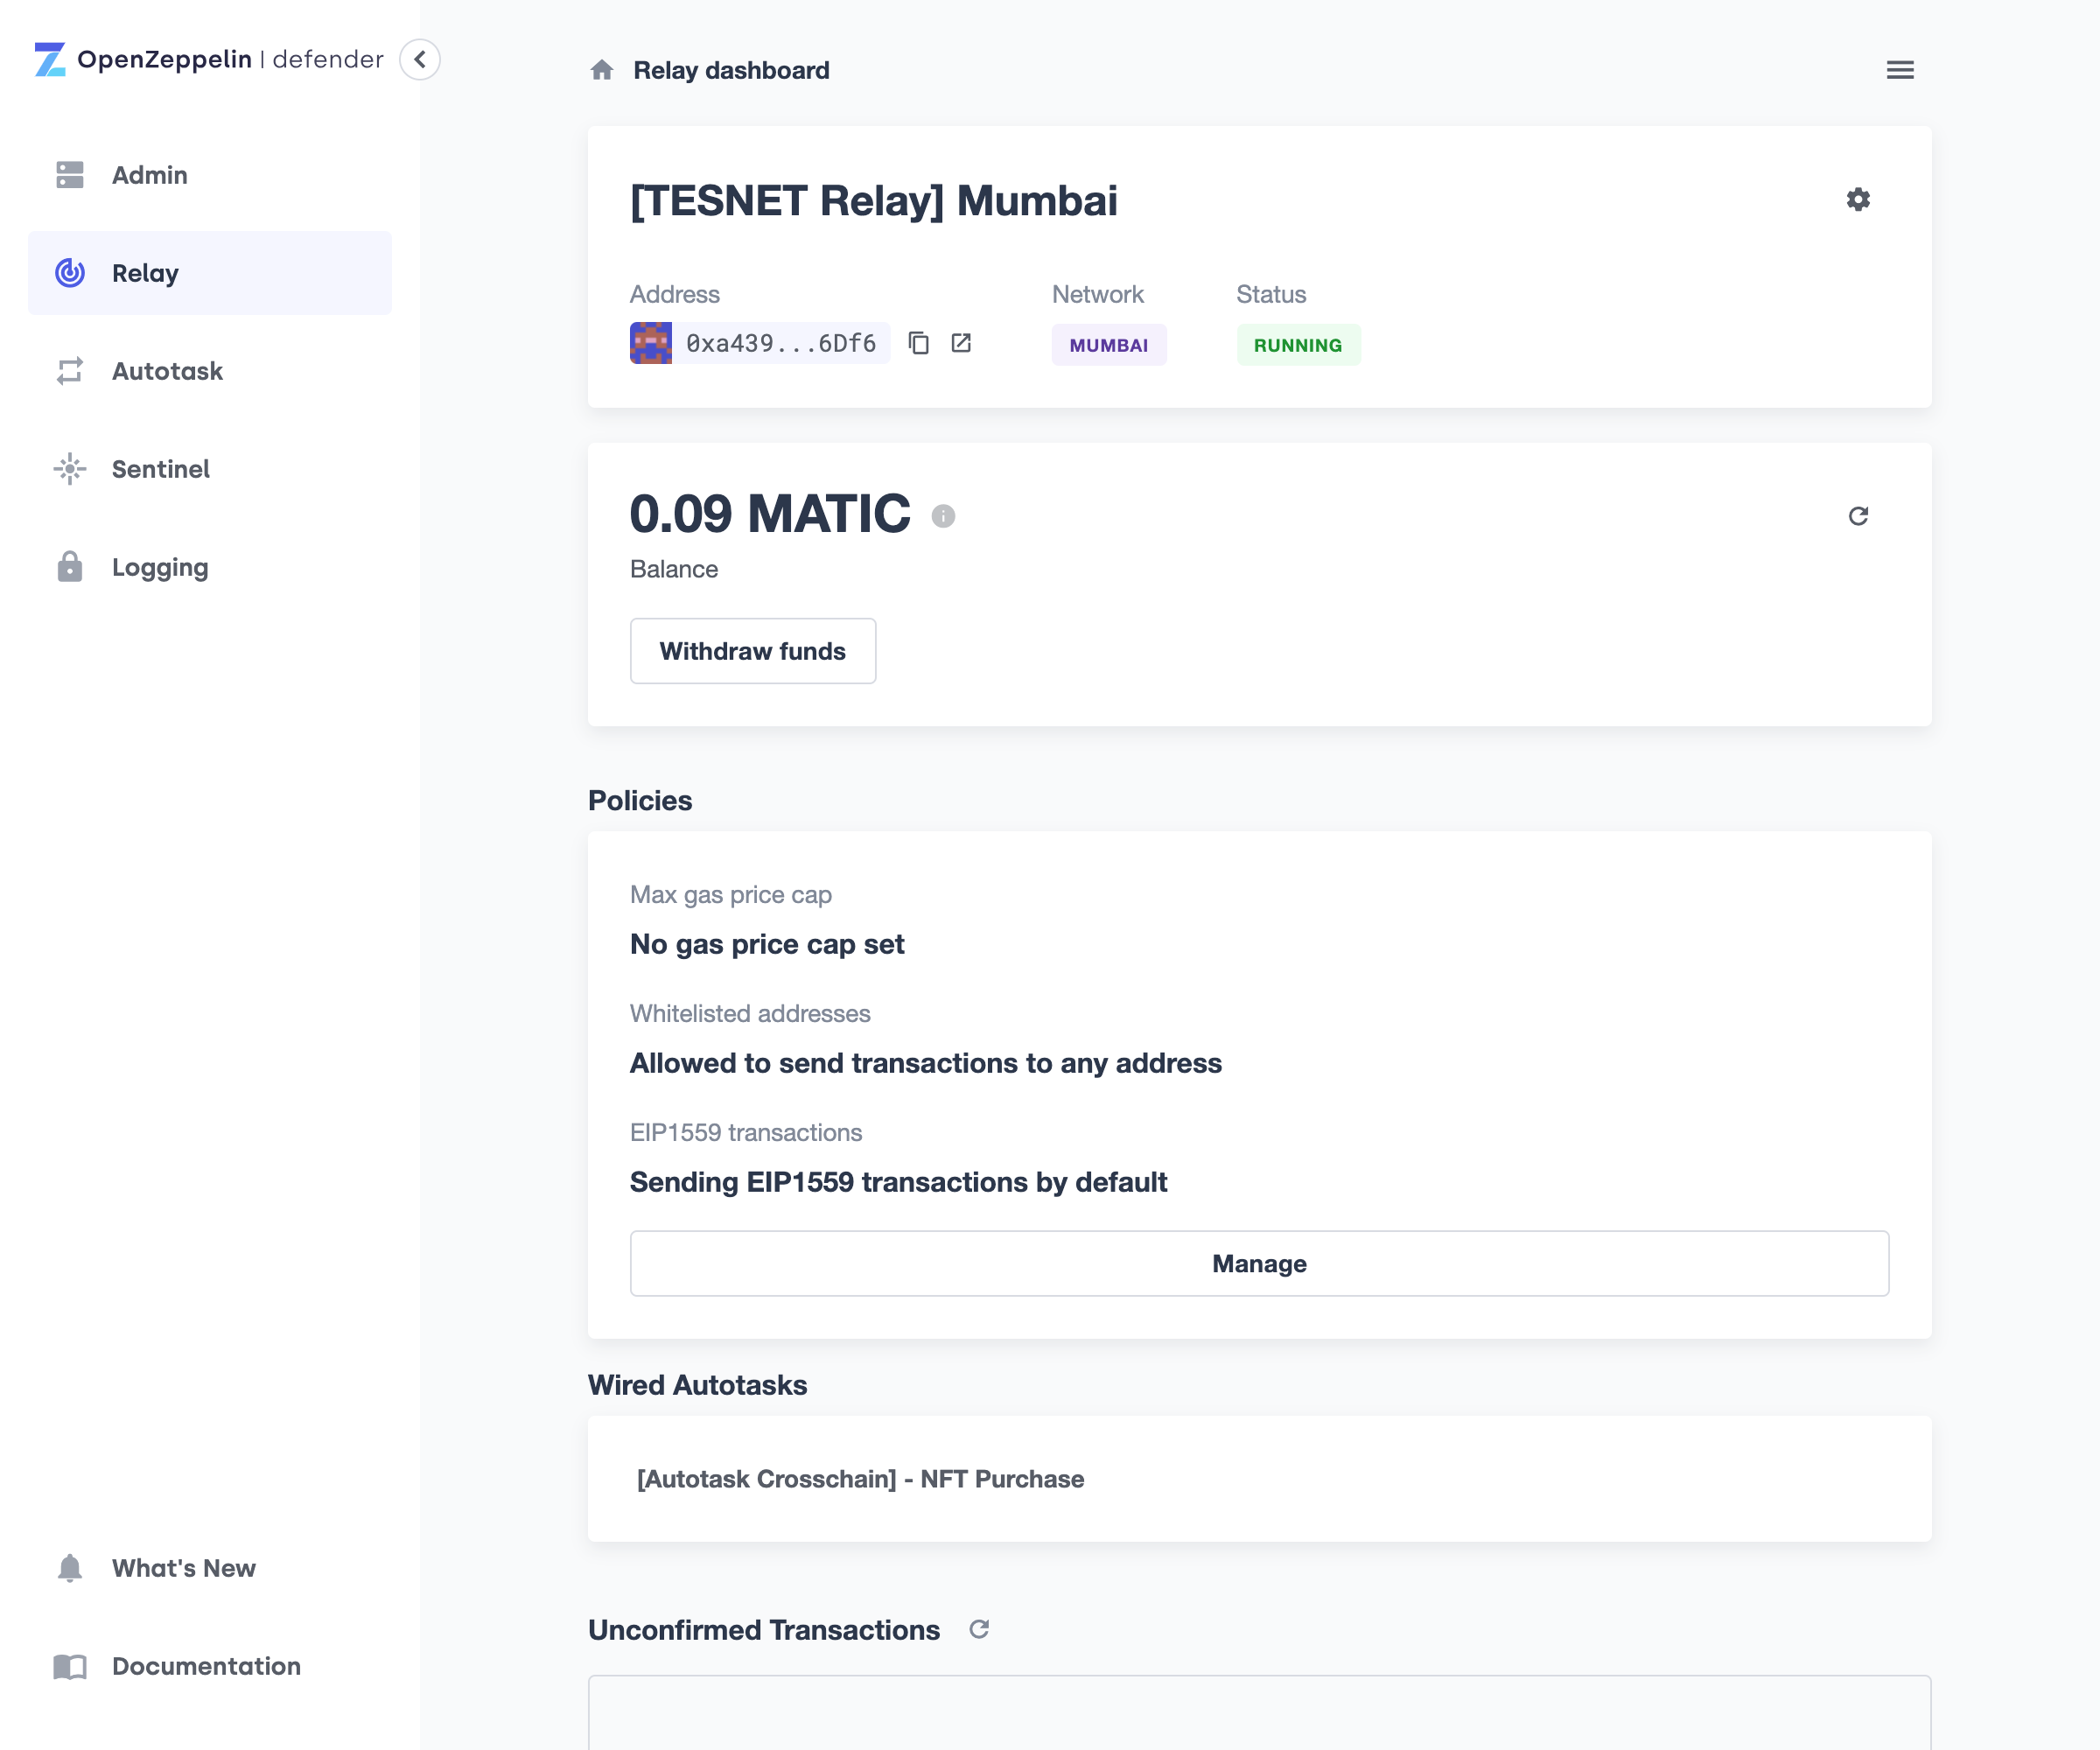 OpenZeppelin | defender
Admin
Relay
Autotask
Sentinel
Logging
What's New
Documentation
Relay dashboard
[TESNET Relay] Mumbai
Address Network Status
0xa439...6Df6 MUMBAI RUNNING
0.09 MATIC
Balance
Withdraw funds
Policies
Max gas price cap
No gas price cap set
Whitelisted addresses
Allowed to send transactions to any address
EIP1559 transactions
Sending EIP1559 transactions by default
Manage
Wired Autotasks
[Autotask Crosschain] - NFT Purchase
Unconfirmed Transactions